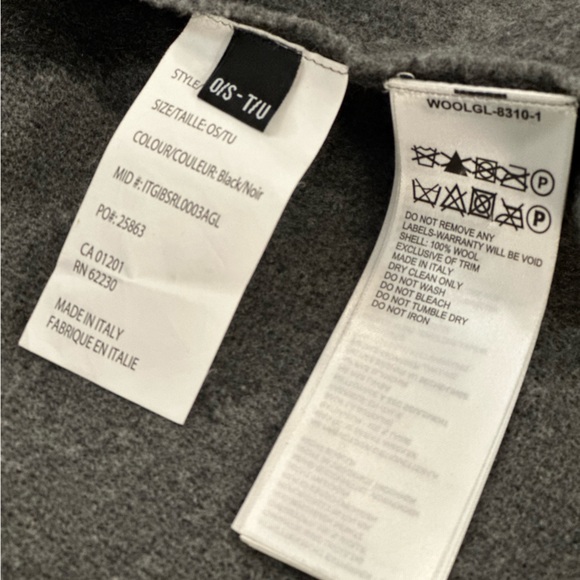 O/S - T/U
STYLE/
SIZE/TAILLE: OS/TU
COLOUR/COULEUR: Black/Noir
MID #: ITGIBSRL0003AGL
PO#: 25863
CA 01201
RN 62230
MADE IN ITALY
FABRIQUE EN ITALIE
WOOLGL-8310-1
P
P
DO NOT REMOVE ANY
LABELS-WARRANTY WILL BE VOID
SHELL: 100% WOOL
EXCLUSIVE OF TRIM
MADE IN ITALY
DRY CLEAN ONLY
DO NOT WASH
DO NOT BLEACH
DO NOT TUMBLE DRY
DO NOT IRON